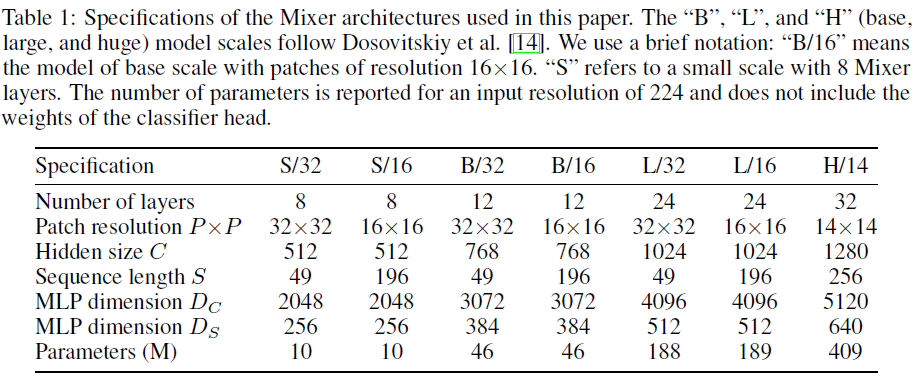 Table 1: Specifications of the Mixer architectures used in this paper. The “B”, “L”, and “H” (base,
large, and huge) model scales follow Dosovitskiy et al. [14]. We use a brief notation: “B/16” means
the model of base scale with patches of resolution 16×16. “S” refers to a small scale with 8 Mixer
layers. The number of parameters is reported for an input resolution of 224 and does not include the
weights of the classifier head.
Specification S/32 S/16 B/32 B/16 L/32 L/16 H/14
Number of layers 8 8 12 12 24 24 32
Patch resolution P×P 32×32 16×16 32×32 16×16 32×32 16×16 14×14
Hidden size C 512 512 768 768 1024 1024 1280
Sequence length S 49 196 49 196 49 196 256
MLP dimension D_C 2048 2048 3072 3072 4096 4096 5120
MLP dimension D_S 256 256 384 384 512 512 640
Parameters (M) 10 10 46 46 188 189 409